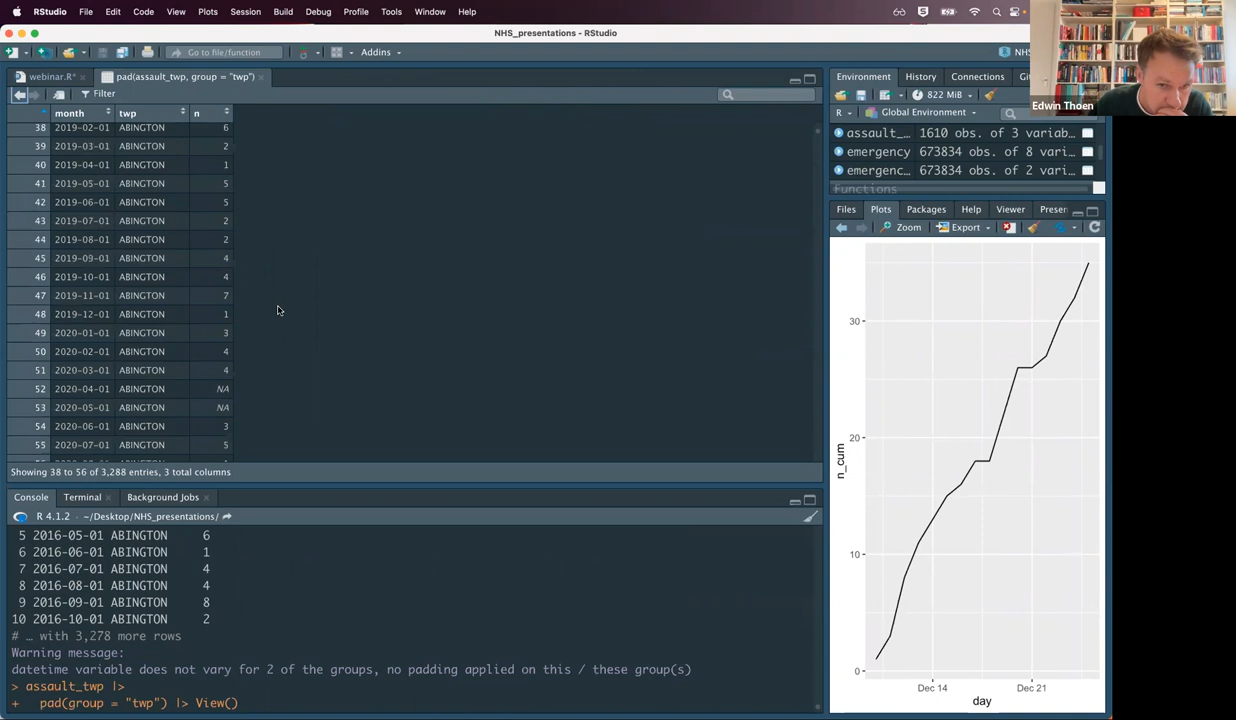 RStudio File Edit Code View Plots Session Build Debug Profile Tools Window Help
NHS_presentations - RStudio
Go to file/function Addins NHS
webinar.R* pad(assault_twp, group = "twp")
Filter
month twp n
38 2019-02-01 ABINGTON 6
39 2019-03-01 ABINGTON 2
40 2019-04-01 ABINGTON 1
41 2019-05-01 ABINGTON 5
42 2019-06-01 ABINGTON 5
43 2019-07-01 ABINGTON 2
44 2019-08-01 ABINGTON 2
45 2019-09-01 ABINGTON 4
46 2019-10-01 ABINGTON 4
47 2019-11-01 ABINGTON 7
48 2019-12-01 ABINGTON 1
49 2020-01-01 ABINGTON 3
50 2020-02-01 ABINGTON 4
51 2020-03-01 ABINGTON 4
52 2020-04-01 ABINGTON NA
53 2020-05-01 ABINGTON NA
54 2020-06-01 ABINGTON 3
55 2020-07-01 ABINGTON 5
Showing 38 to 56 of 3,288 entries, 3 total columns
Console Terminal Background Jobs
R 4.1.2 · ~/Desktop/NHS_presentations/
5 2016-05-01 ABINGTON 6
6 2016-06-01 ABINGTON 1
7 2016-07-01 ABINGTON 4
8 2016-08-01 ABINGTON 4
9 2016-09-01 ABINGTON 8
10 2016-10-01 ABINGTON 2
# … with 3,278 more rows
Warning message:
datetime variable does not vary for 2 of the groups, no padding applied on this / these group(s)
> assault_twp |>
+ pad(group = "twp") |> View()
Environment History Connections Git
822 MiB
R Global Environment
assault_… 1610 obs. of 3 variab…
emergency 673834 obs. of 8 vari…
emergenc… 673834 obs. of 2 vari…
Functions
Files Plots Packages Help Viewer Presen
Zoom Export
n_cum
30
20
10
0
Dec 14 Dec 21
day
Edwin Thoen